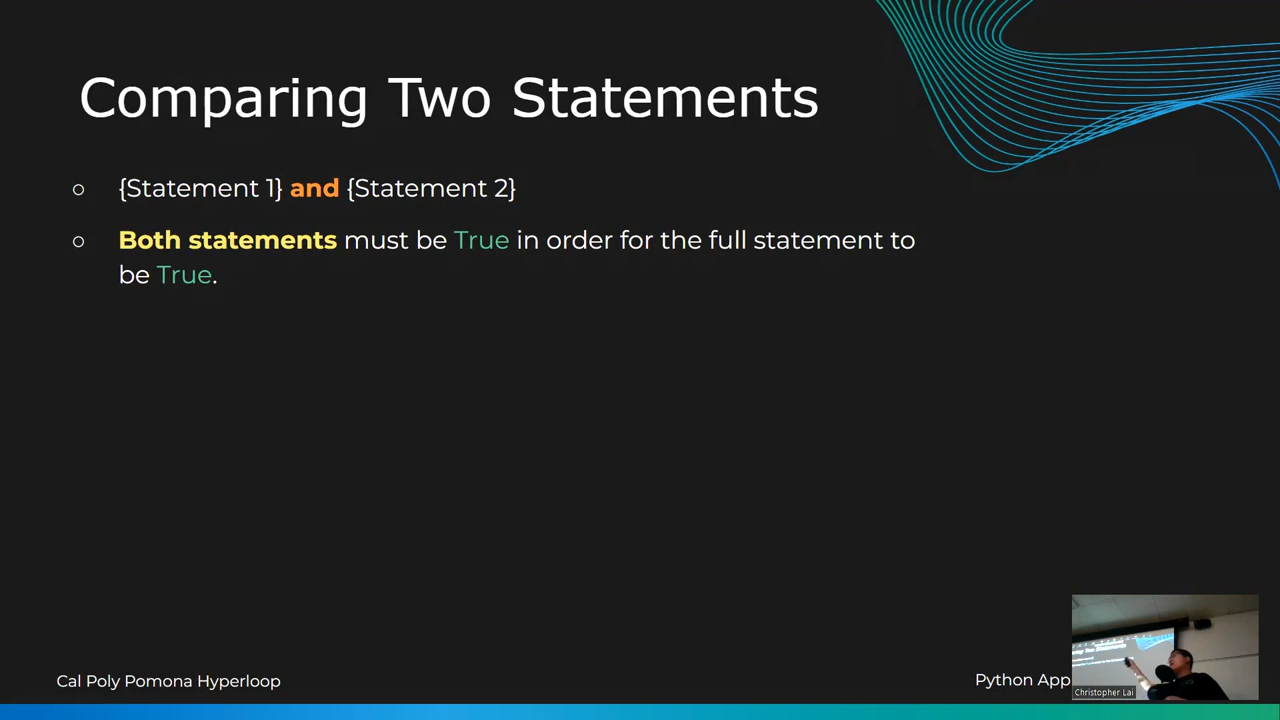 Comparing Two Statements
○ {Statement 1} and {Statement 2}
○ Both statements must be True in order for the full statement to
be True.
Cal Poly Pomona Hyperloop
Python App
Christopher Lai